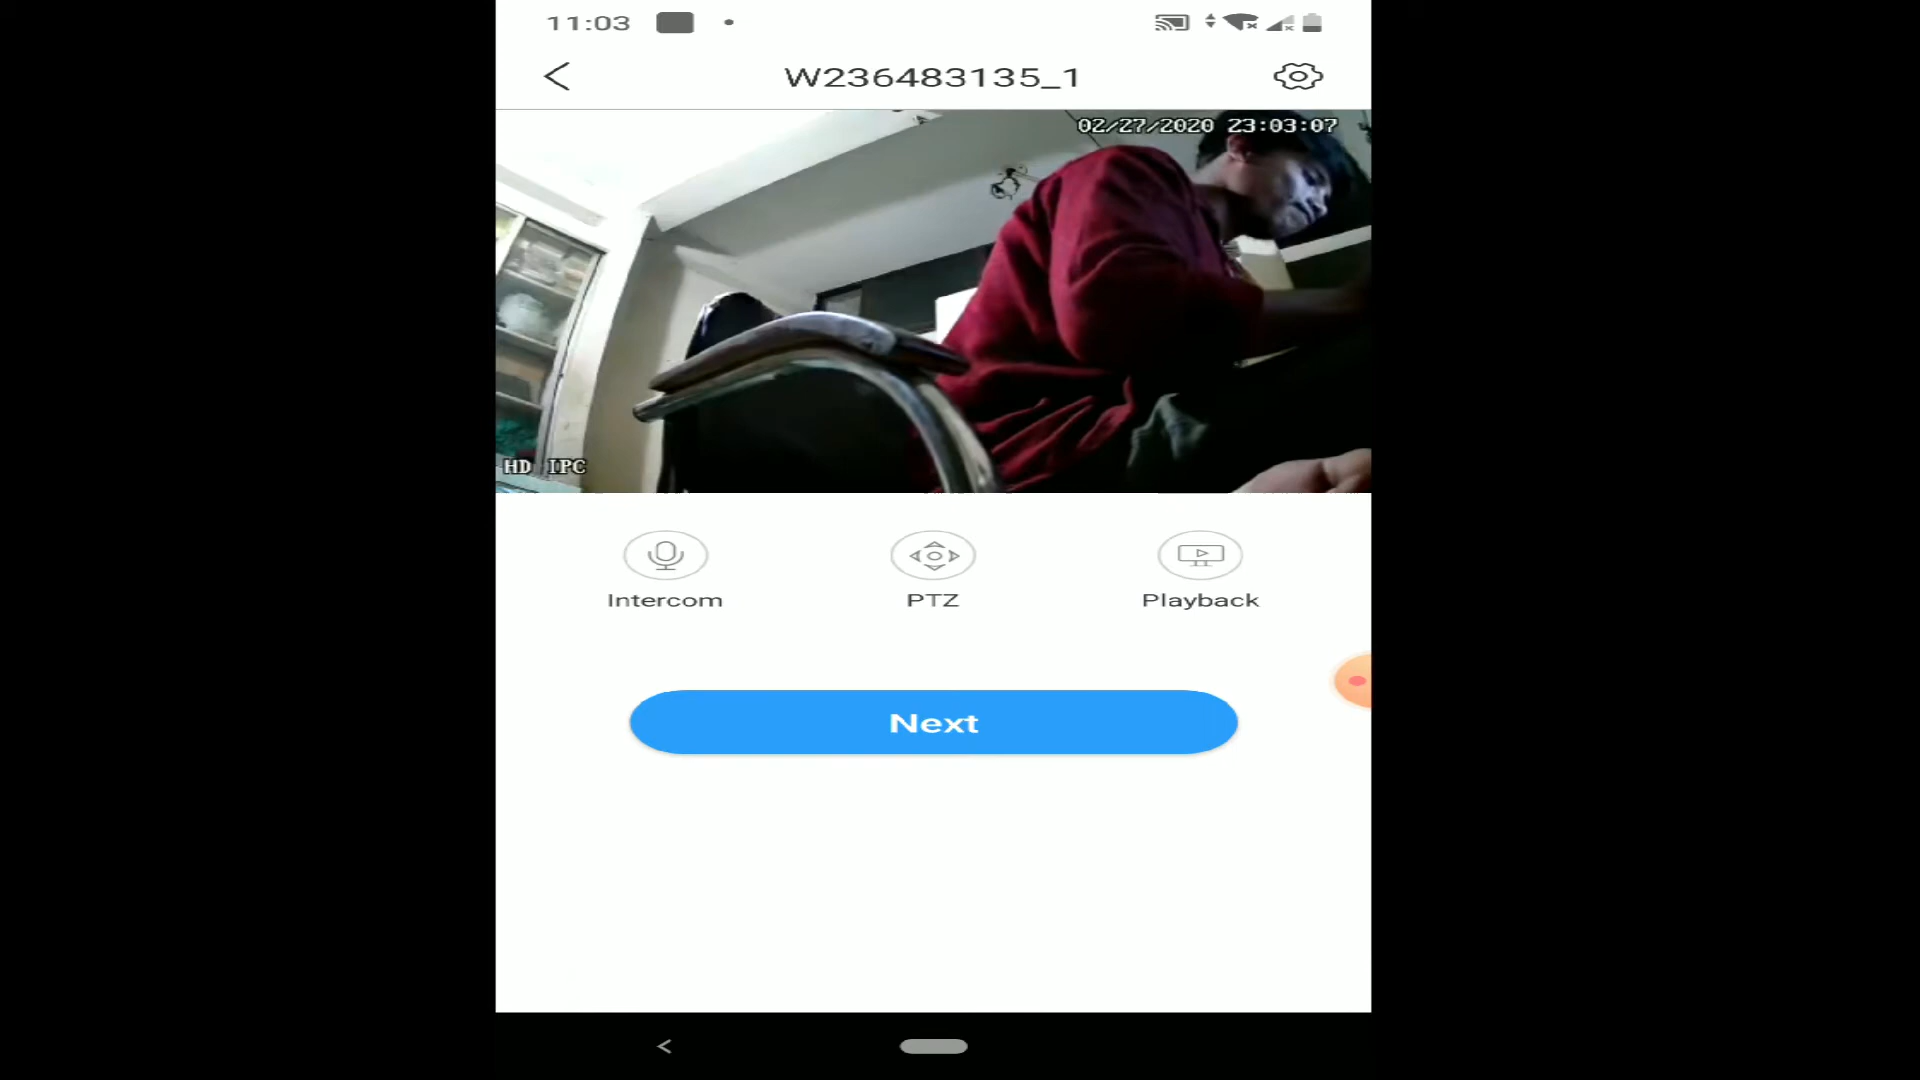 11:03
W236483135_1
02/27/2020 23:03:07
HD IPC
Intercom
PTZ
Playback
Next